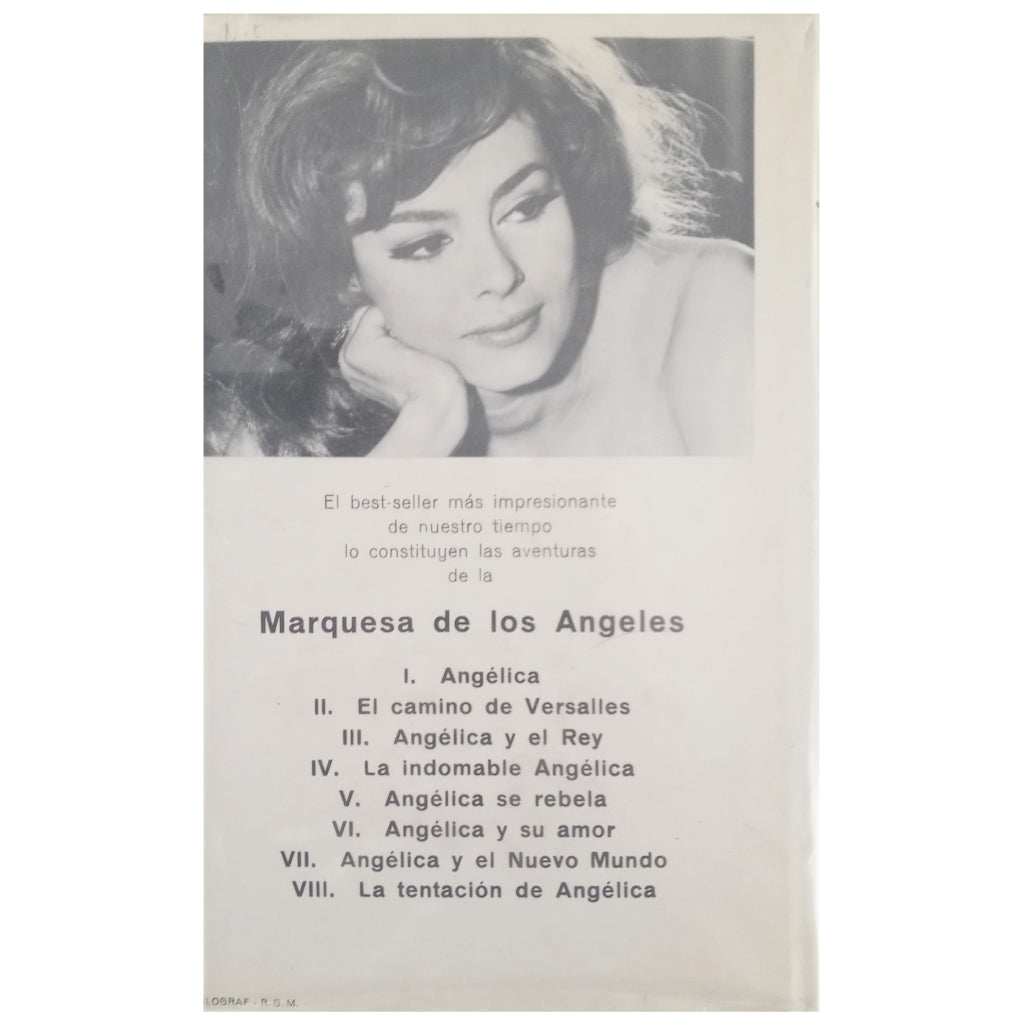 El best-seller más impresionante
de nuestro tiempo
lo constituyen las aventuras
de la
Marquesa de los Angeles
I. Angélica
II. El camino de Versalles
III. Angélica y el Rey
IV. La indomable Angélica
V. Angélica se rebela
VI. Angélica y su amor
VII. Angélica y el Nuevo Mundo
VIII. La tentación de Angélica
LOGRAF - R. G. M.